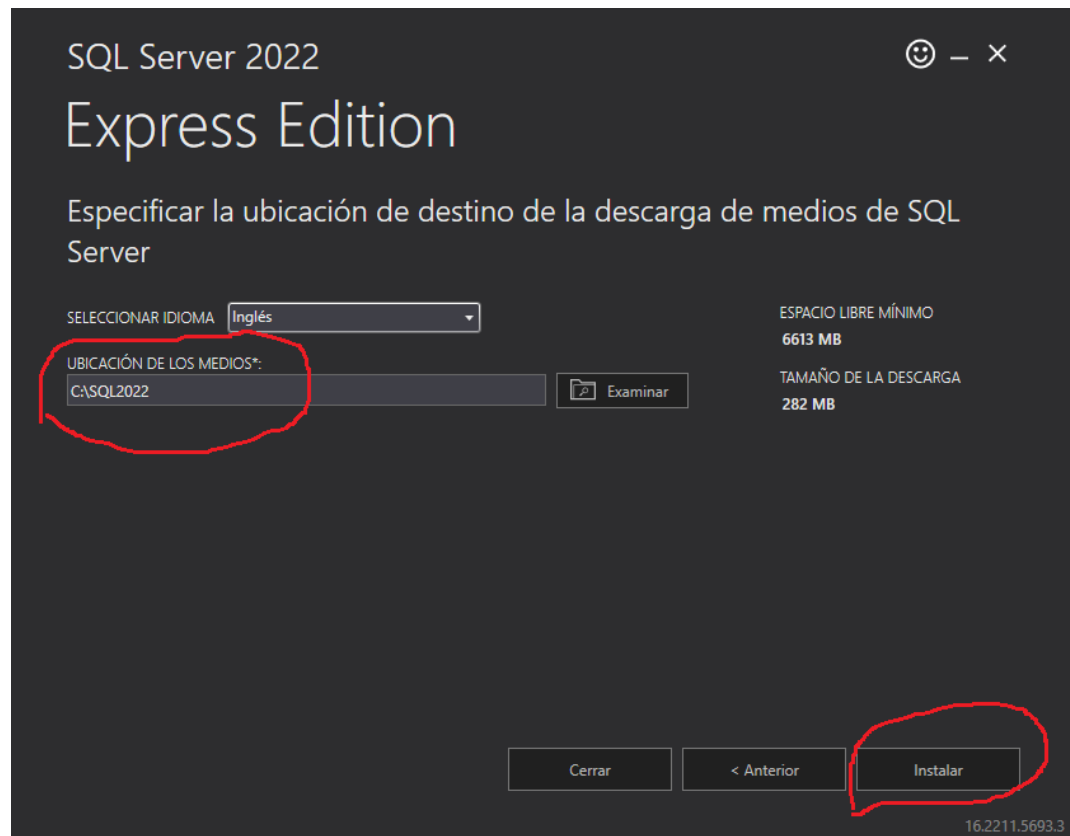 SQL Server 2022
Express Edition
Especificar la ubicación de destino de la descarga de medios de SQL
Server
SELECCIONAR IDIOMA Inglés
ESPACIO LIBRE MÍNIMO
6613 MB
UBICACIÓN DE LOS MEDIOS*:
C:\SQL2022 Examinar
TAMAÑO DE LA DESCARGA
282 MB
Cerrar < Anterior Instalar
16.2211.5693.3